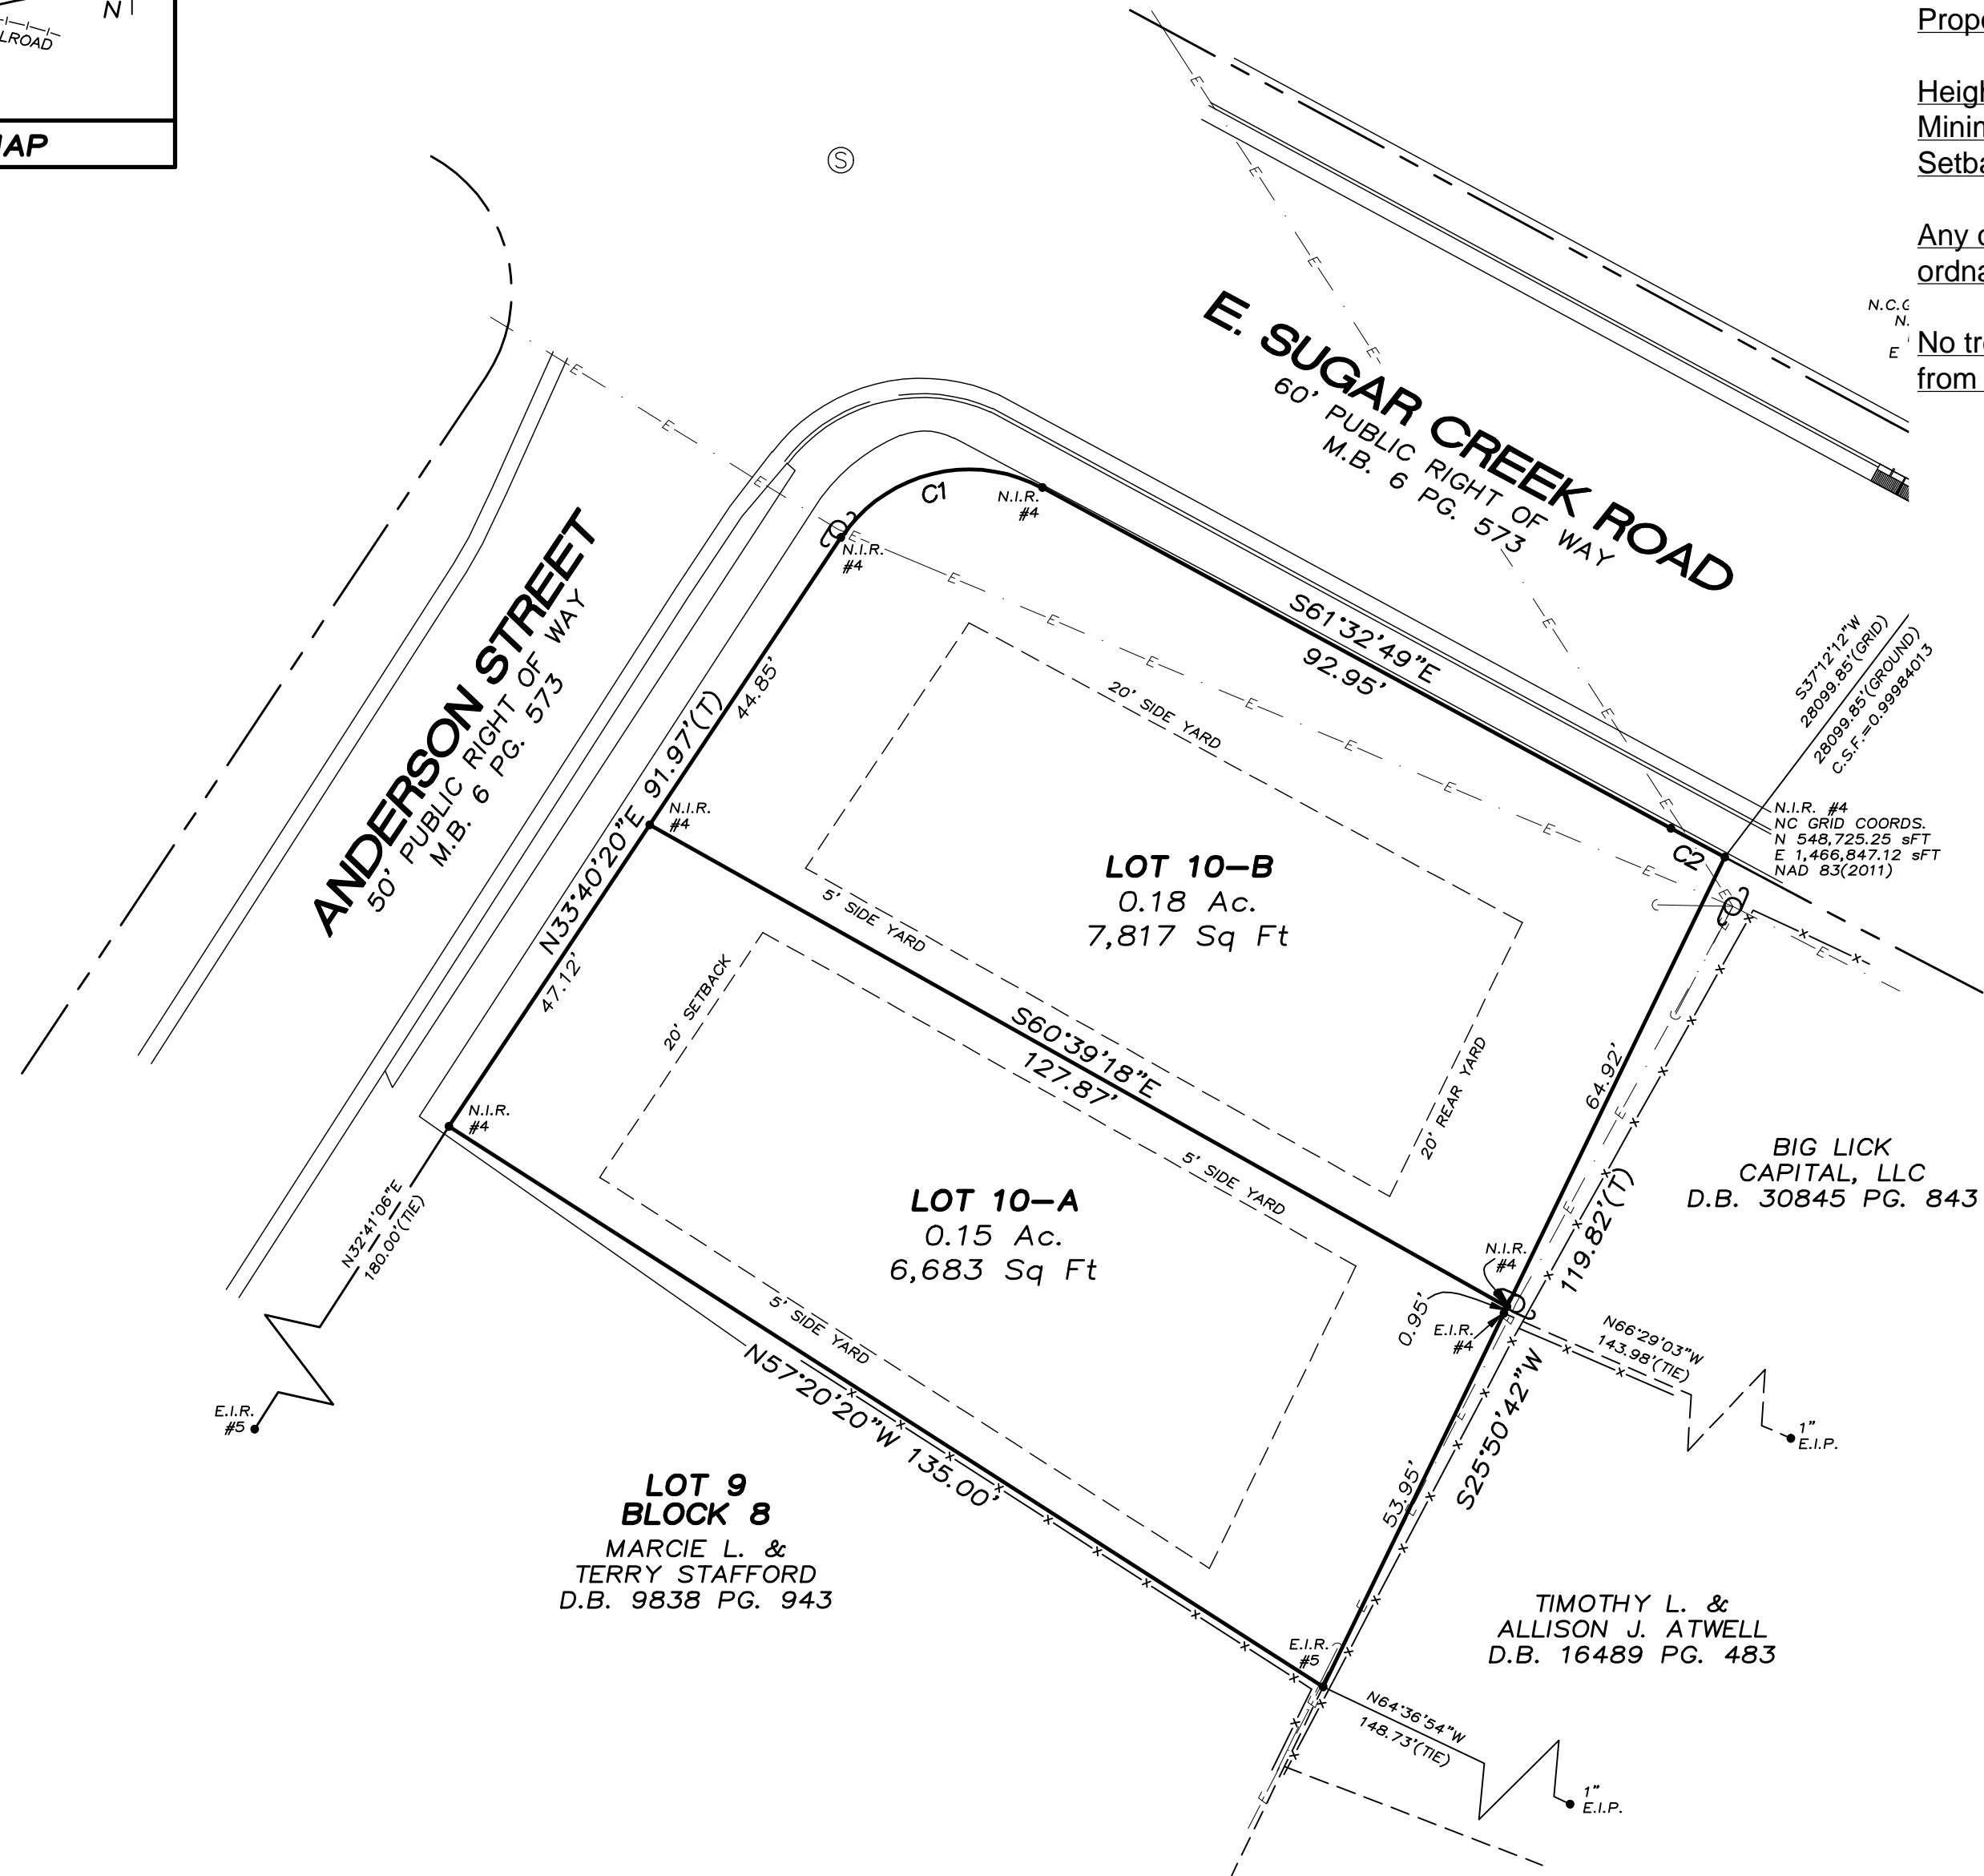 N
MAP
E. SUGAR CREEK ROAD
60' PUBLIC RIGHT OF WAY
M.B. 6 PG. 573
ANDERSON STREET
50' PUBLIC RIGHT OF WAY
M.B. 6 PG. 573
S
C1
N.I.R.
#4
N.I.R.
#4
S61°32'49"E
92.95'
N33°40'20"E 91.97'(T)
44.85'
47.12'
N.I.R.
#4
20' SIDE YARD
S37°12'12"W
28099.85'(GRID)
28099.85'(GROUND)
C.S.F.=0.99984013
N.I.R. #4
NC GRID COORDS.
N 548,725.25 sFT
E 1,466,847.12 sFT
NAD 83(2011)
C2
LOT 10-B
0.18 Ac.
7,817 Sq Ft
5' SIDE YARD
20' SETBACK
S60°39'18"E
127.87'
20' REAR YARD
64.92'
119.82'(T)
BIG LICK
CAPITAL, LLC
D.B. 30845 PG. 843
N.I.R.
#4
N32°41'06"E
180.00'(TIE)
E.I.R.
#5
LOT 10-A
0.15 Ac.
6,683 Sq Ft
5' SIDE YARD
5' SIDE YARD
N.I.R.
#4
0.95'
E.I.R.
#4
N66°29'03"W
143.98'(TIE)
1"
E.I.P.
N57°20'20"W 135.00'
S25°50'42"W
53.95'
LOT 9
BLOCK 8
MARCIE L. &
TERRY STAFFORD
D.B. 9838 PG. 943
TIMOTHY L. &
ALLISON J. ATWELL
D.B. 16489 PG. 483
E.I.R.
#5
N64°36'54"W
148.73'(TIE)
1"
E.I.P.
Any
No
from